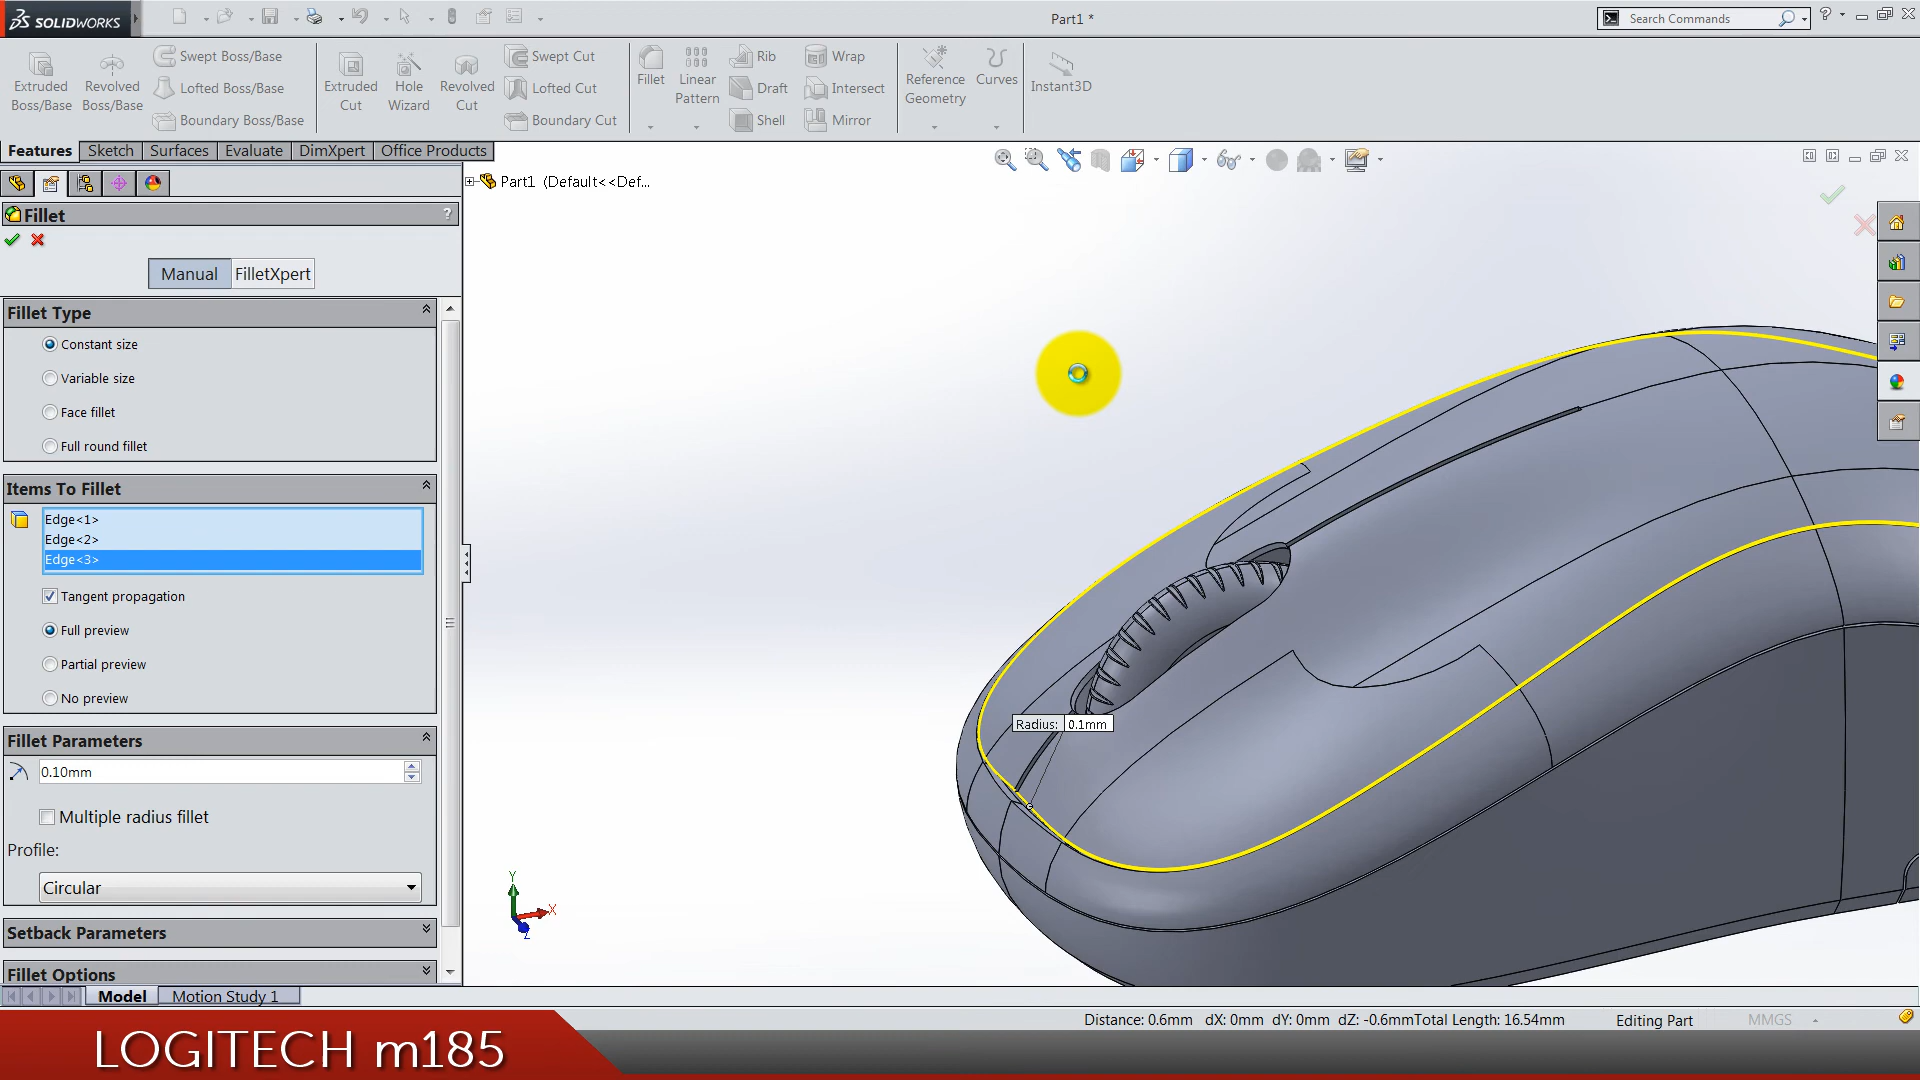 SOLIDWORKS
Part1 *
Search Commands
Extruded Boss/Base
Revolved Boss/Base
Swept Boss/Base
Lofted Boss/Base
Boundary Boss/Base
Extruded Cut
Hole Wizard
Revolved Cut
Swept Cut
Lofted Cut
Boundary Cut
Fillet
Linear Pattern
Rib
Draft
Shell
Wrap
Intersect
Mirror
Reference Geometry
Curves
Instant3D
Features
Sketch
Surfaces
Evaluate
DimXpert
Office Products
Part1 (Default<<Def...
Fillet
?
Manual
FilletXpert
Fillet Type
Constant size
Variable size
Face fillet
Full round fillet
Items To Fillet
Edge<1>
Edge<2>
Edge<3>
Tangent propagation
Full preview
Partial preview
No preview
Fillet Parameters
0.10mm
Multiple radius fillet
Profile:
Circular
Setback Parameters
Fillet Options
Radius: 0.1mm
Y
X
Z
Model
Motion Study 1
Distance: 0.6mm dX: 0mm dY: 0mm dZ: -0.6mmTotal Length: 16.54mm
Editing Part
MMGS
LOGITECH m185